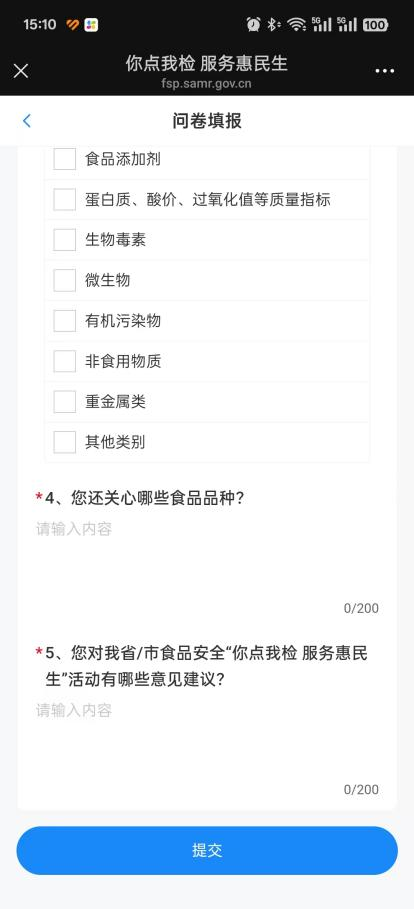 15:10
5G
5G
100
你点我检 服务惠民生
fsp.samr.gov.cn
问卷填报
食品添加剂
蛋白质、酸价、过氧化值等质量指标
生物毒素
微生物
有机污染物
非食用物质
重金属类
其他类别
*4、您还关心哪些食品品种?
请输入内容
0/200
*5、您对我省/市食品安全“你点我检 服务惠民
生”活动有哪些意见建议?
请输入内容
0/200
提交